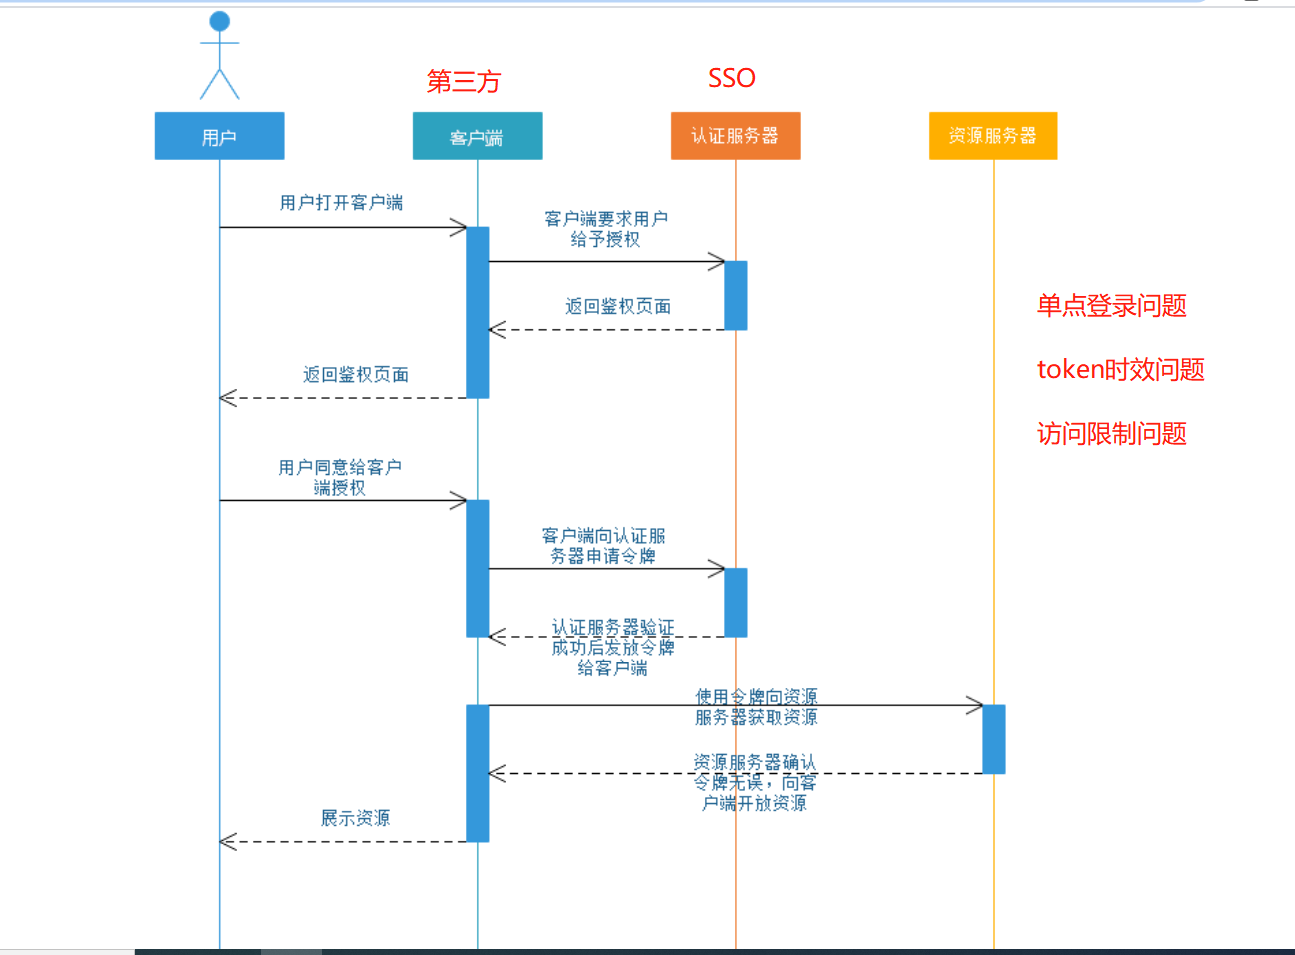 第三方
SSO
用户
客户端
认证服务器
资源服务器
用户打开客户端
客户端要求用户
给予授权
返回鉴权页面
单点登录问题
返回鉴权页面
token时效问题
访问限制问题
用户同意给客户
端授权
客户端向认证服
务器申请令牌
认证服务器验证
成功后发放令牌
给客户端
使用令牌向资源
服务器获取资源
资源服务器确认
令牌无误，向客
户端开放资源
展示资源